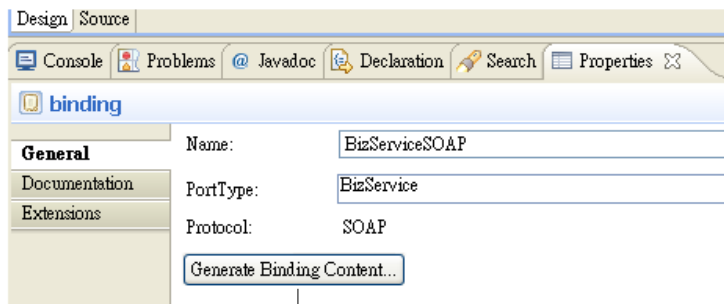 Design Source
Console Problems @ Javadoc Declaration Search Properties
binding
General
Documentation
Extensions
Name: BizServiceSOAP
PortType: BizService
Protocol: SOAP
Generate Binding Content...